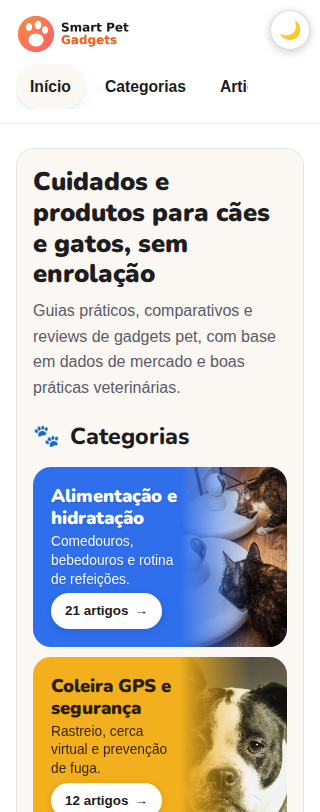 Smart Pet
Gadgets
Início
Categorias
Arti
Cuidados e
produtos para cães
e gatos, sem
enrolação
Guias práticos, comparativos e
reviews de gadgets pet, com base
em dados de mercado e boas
práticas veterinárias.
🐾 Categorias
Alimentação e
hidratação
Comedouros,
bebedouros e rotina
de refeições.
21 artigos →
Coleira GPS e
segurança
Rastreio, cerca
virtual e prevenção
de fuga.
12 artigos →